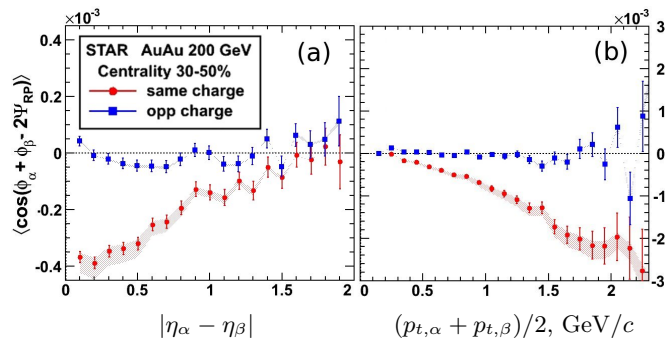 ×10⁻³
×10⁻³
0.4
0.2
0
-0.2
-0.4
⟨cos(ϕα + ϕβ - 2ΨRP)⟩
STAR AuAu 200 GeV
Centrality 30-50%
same charge
opp charge
(a)
(b)
3
2
1
0
-1
-2
-3
0 0.5 1 1.5 2
0 0.5 1 1.5 2
|ηα − ηβ|
(pt,α + pt,β)/2, GeV/c